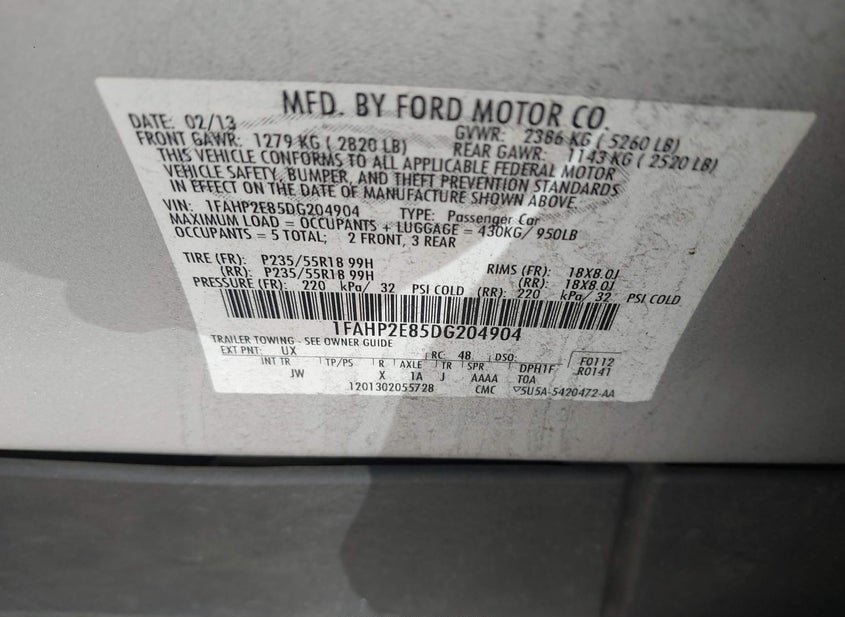 MFD. BY FORD MOTOR CO.
DATE: 02/13 GVWR: 2386 KG ( 5260 LB)
FRONT GAWR: 1279 KG ( 2820 LB) REAR GAWR: 1143 KG ( 2520 LB)
THIS VEHICLE CONFORMS TO ALL APPLICABLE FEDERAL MOTOR
VEHICLE SAFETY, BUMPER, AND THEFT PREVENTION STANDARDS
IN EFFECT ON THE DATE OF MANUFACTURE SHOWN ABOVE.
VIN: 1FAHP2E85DG204904 TYPE: Passenger Car
MAXIMUM LOAD = OCCUPANTS + LUGGAGE = 430KG/ 950LB
OCCUPANTS = 5 TOTAL; 2 FRONT, 3 REAR
TIRE (FR): P235/55R18 99H RIMS (FR): 18X8.0J
(RR): P235/55R18 99H (RR): 18X8.0J
PRESSURE (FR): 220 kPa/ 32 PSI COLD (RR): 220 kPa/ 32 PSI COLD
1FAHP2E85DG204904
TRAILER TOWING - SEE OWNER GUIDE
EXT PNT: UX RC: 48 DSO: F0112
INT TR TP/PS R AXLE TR SPR DPH1F R0141
JW X 1A J AAAA T0A
1201302055728 CMC ▽5U5A-5420472-AA